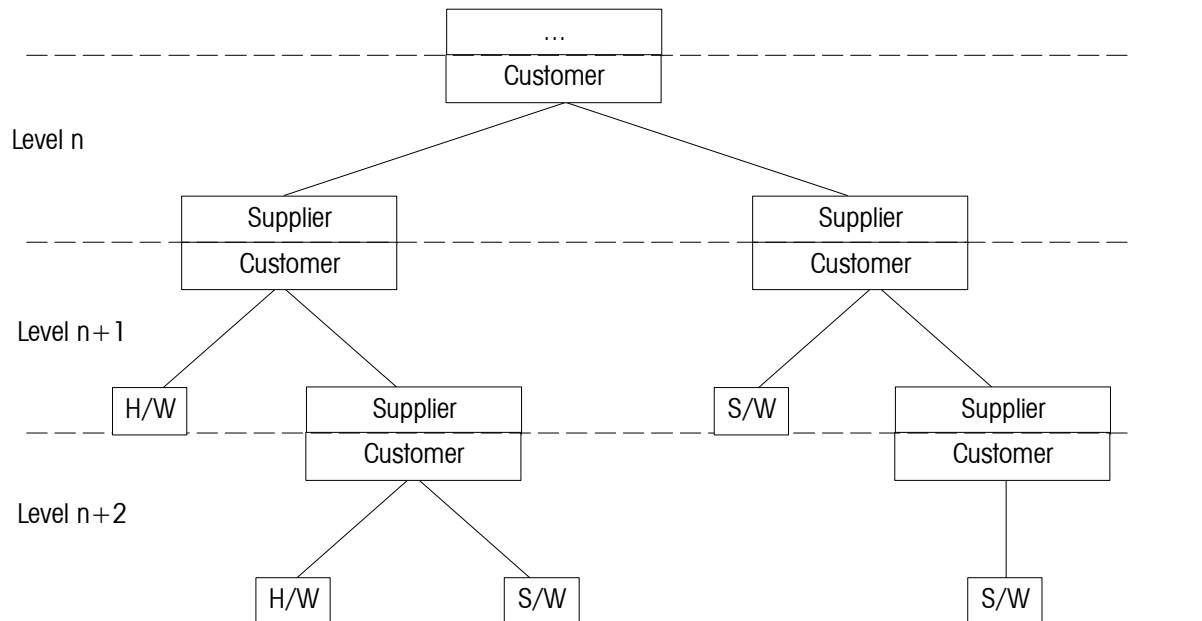 ...
Customer
Level n
Supplier Supplier
Customer Customer
Level n+1
H/W Supplier S/W Supplier
Customer Customer
Level n+2
H/W S/W S/W